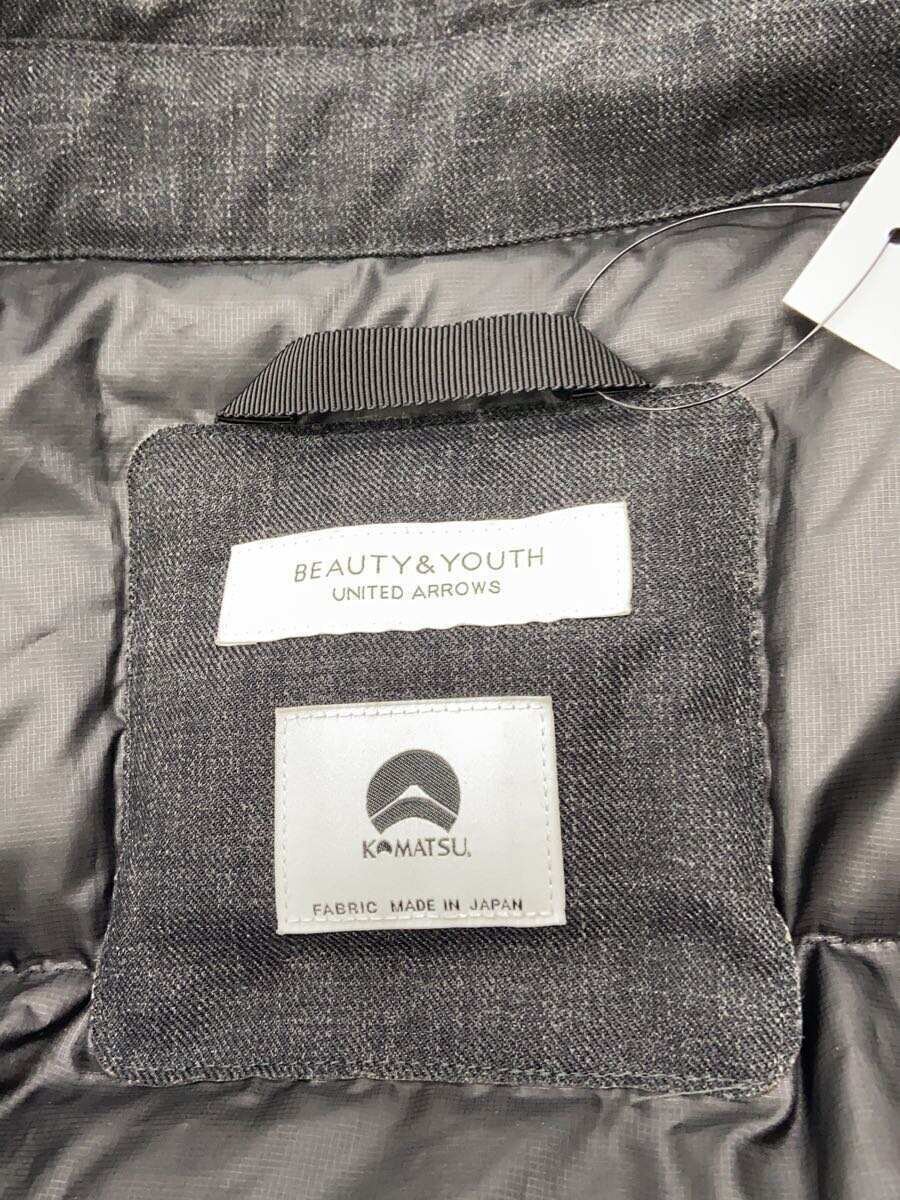 BEAUTY&YOUTH
UNITED ARROWS
KOMATSU.
FABRIC MADE IN JAPAN